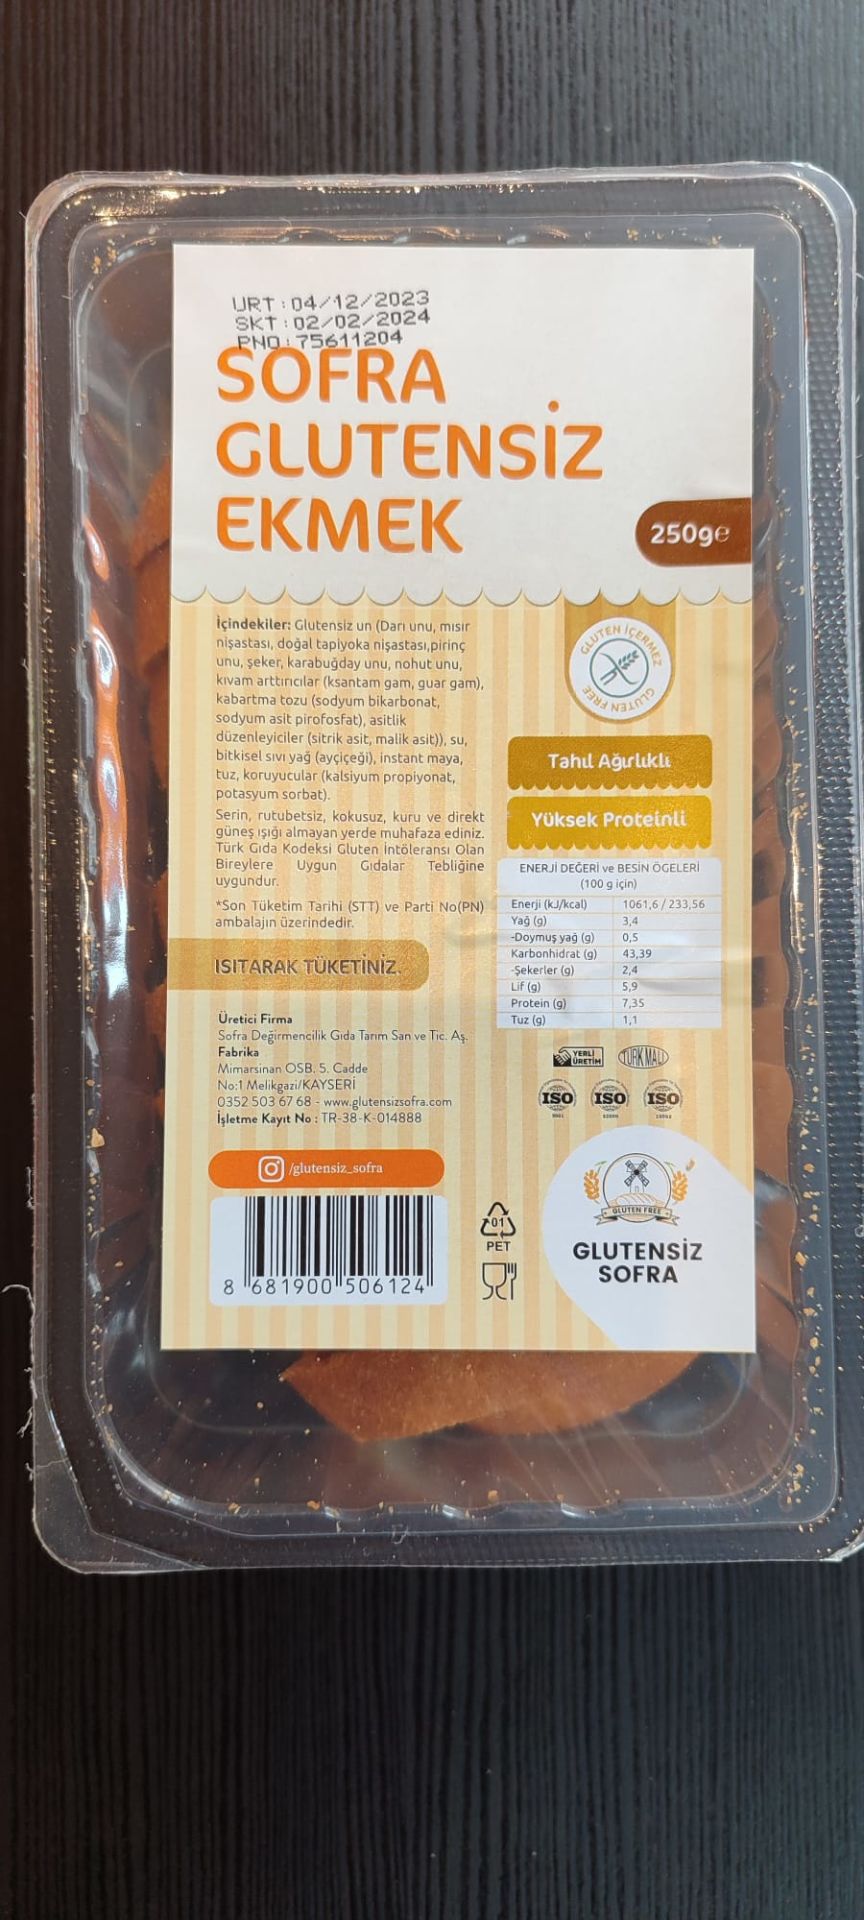 URT:04/12/2023
SKT:02/02/2024
PNO:75611204
SOFRA
GLUTENSİZ
EKMEK
250g℮
İçindekiler: Glutensiz un (Darı unu, mısır
nişastası, doğal tapiyoka nişastası,pirinç
unu, şeker, karabuğday unu, nohut unu,
kıvam arttırıcılar (ksantam gam, guar gam),
kabartma tozu (sodyum bikarbonat,
sodyum asit pirofosfat), asitlik
düzenleyiciler (sitrik asit, malik asit)), su,
bitkisel sıvı yağ (ayçiçeği), instant maya,
tuz, koruyucular (kalsiyum propiyonat,
potasyum sorbat).
Serin, rutubetsiz, kokusuz, kuru ve direkt
güneş ışığı almayan yerde muhafaza ediniz.
Türk Gıda Kodeksi Gluten İntöleransı Olan
Bireylere Uygun Gıdalar Tebliğine
uygundur.
*Son Tüketim Tarihi (STT) ve Parti No(PN)
ambalajın üzerindedir.
ISITARAK TÜKETİNİZ.
Üretici Firma
Sofra Değirmencilik Gıda Tarım San ve Tic. Aş.
Fabrika
Mimarsinan OSB. 5. Cadde
No:1 Melikgazi/KAYSERİ
0352 503 67 68 - www.glutensizsofra.com
İşletme Kayıt No : TR-38-K-014888
/glutensiz_sofra
8 681900 506124
GLUTEN İÇERMEZ
GLUTEN FREE
Tahıl Ağırlıklı
Yüksek Proteinli
ENERJİ DEĞERİ ve BESİN ÖGELERİ
(100 g için)
Enerji (kJ/kcal) 1061,6 / 233,56
Yağ (g) 3,4
-Doymuş yağ (g) 0,5
Karbonhidrat (g) 43,39
-Şekerler (g) 2,4
Lif (g) 5,9
Protein (g) 7,35
Tuz (g) 1,1
YERLİ
ÜRETİM
TÜRK MALI
ISO ISO ISO
01
PET
GLUTEN FREE
GLUTENSİZ
SOFRA